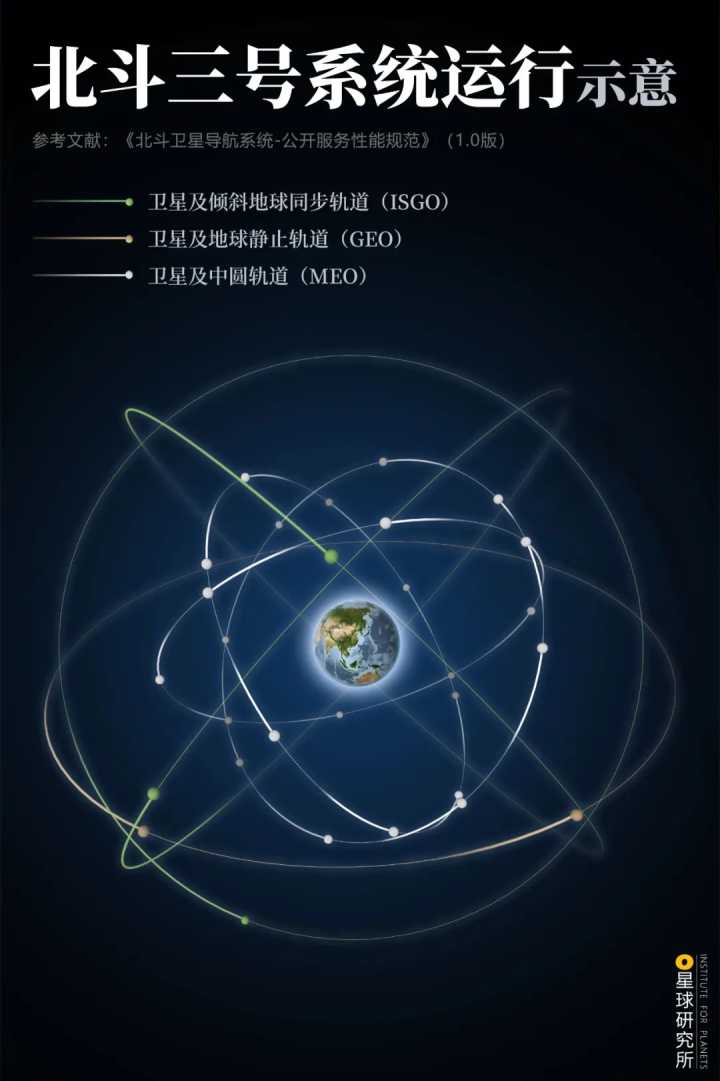 北斗三号系统运行示意
参考文献：《北斗卫星导航系统-公开服务性能规范》（1.0版）
卫星及倾斜地球同步轨道（ISGO）
卫星及地球静止轨道（GEO）
卫星及中圆轨道（MEO）
星球研究所
INSTITUTE FOR PLANETS